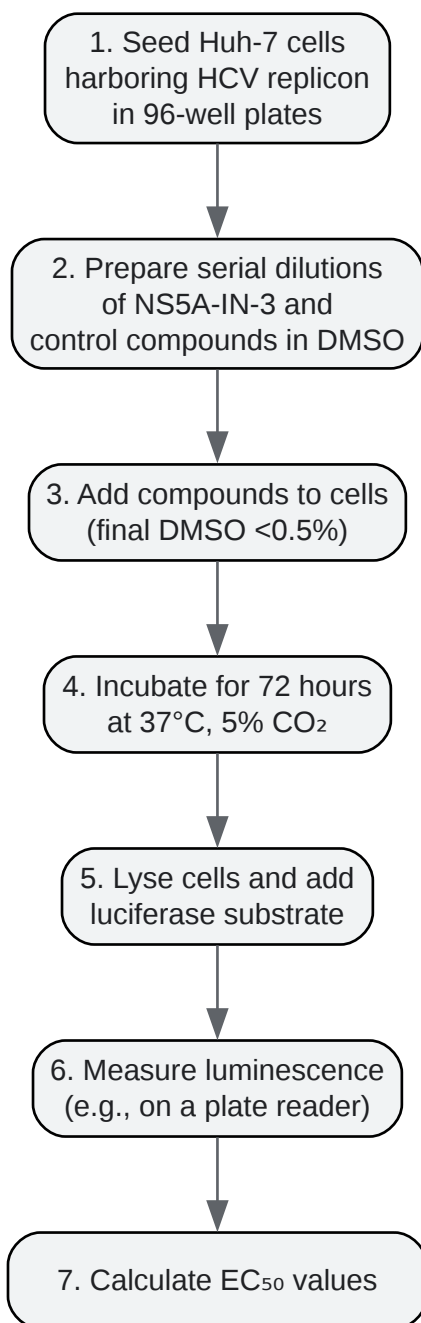 1. Seed Huh-7 cells
harboring HCV replicon
in 96-well plates
2. Prepare serial dilutions
of NS5A-IN-3 and
control compounds in DMSO
3. Add compounds to cells
(final DMSO <0.5%)
4. Incubate for 72 hours
at 37°C, 5% CO₂
5. Lyse cells and add
luciferase substrate
6. Measure luminescence
(e.g., on a plate reader)
7. Calculate EC₅₀ values